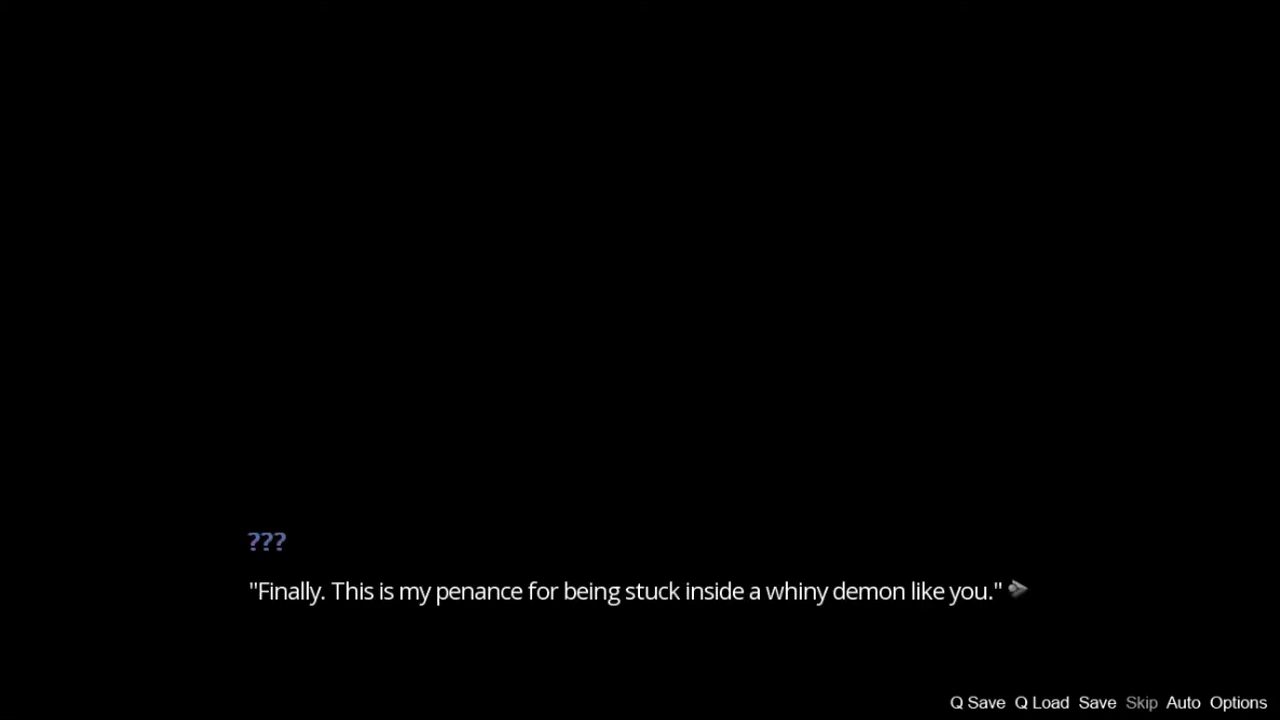 ???
"Finally. This is my penance for being stuck inside a whiny demon like you."
Q Save Q Load Save Skip Auto Options